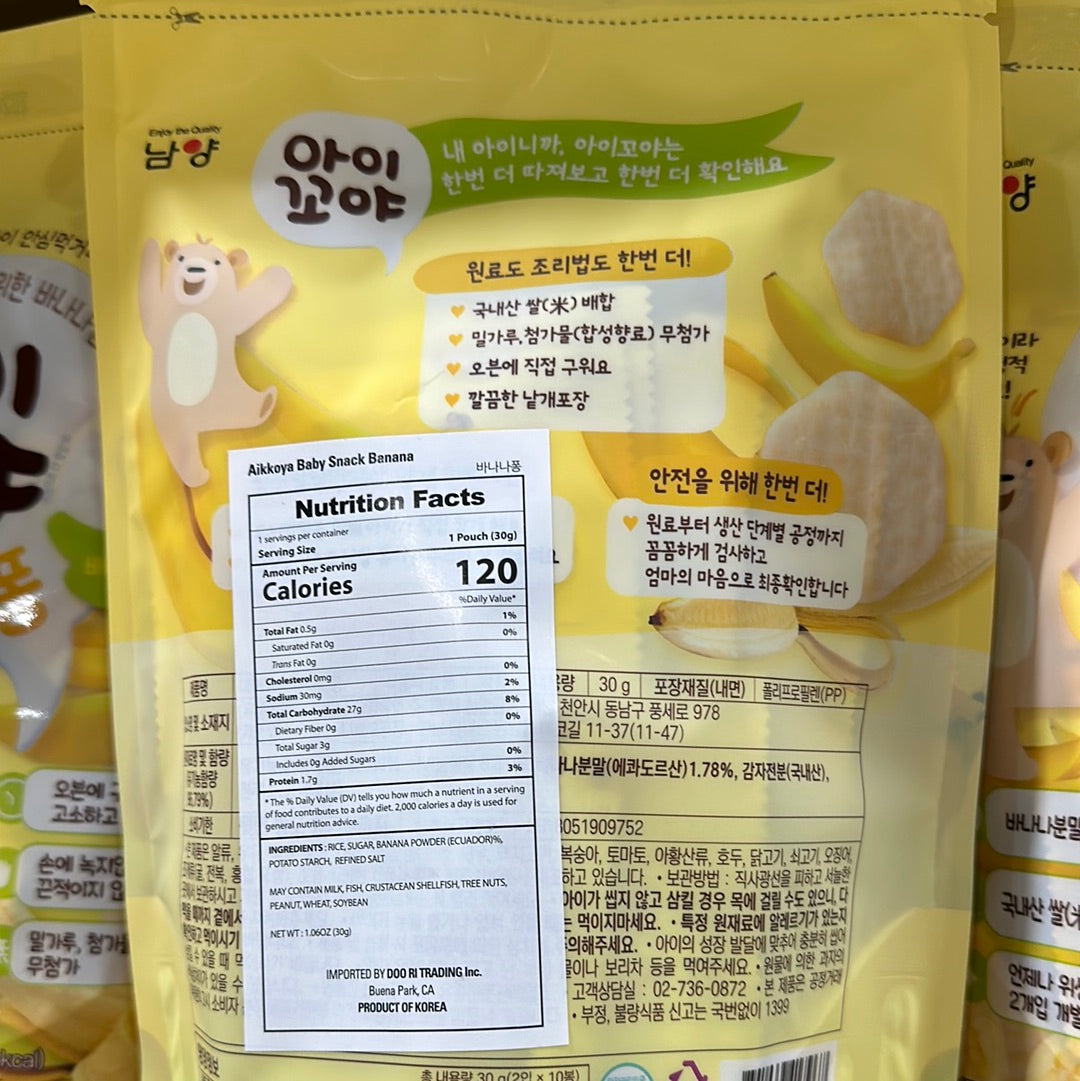 Enjoy the Quality
남양
아이
꼬야
내 아이니까, 아이꼬야는
한번 더 따져보고 한번 더 확인해요
원료도 조리법도 한번 더!
국내산 쌀(米) 배합
밀가루,첨가물(합성향료) 무첨가
오븐에 직접 구워요
깔끔한 낱개포장
안전을 위해 한번 더!
원료부터 생산 단계별 공정까지
꼼꼼하게 검사하고
엄마의 마음으로 최종확인합니다
Aikkoya Baby Snack Banana
바나나퐁
Nutrition Facts
1 servings per container
Serving Size 1 Pouch (30g)
Amount Per Serving
Calories 120
%Daily Value*
Total Fat 0.5g 1%
Saturated Fat 0g 0%
Trans Fat 0g
Cholesterol 0mg 0%
Sodium 30mg 2%
Total Carbohydrate 27g 8%
Dietary Fiber 0g 0%
Total Sugar 3g
Includes 0g Added Sugars 0%
Protein 1.7g 3%
* The % Daily Value (DV) tells you how much a nutrient in a serving
of food contributes to a daily diet. 2,000 calories a day is used for
general nutrition advice.
INGREDIENTS : RICE, SUGAR, BANANA POWDER (ECUADOR)%,
POTATO STARCH, REFINED SALT
MAY CONTAIN MILK, FISH, CRUSTACEAN SHELLFISH, TREE NUTS,
PEANUT, WHEAT, SOYBEAN
NET WT : 1.06OZ (30g)
IMPORTED BY DOO RI TRADING Inc.
Buena Park, CA
PRODUCT OF KOREA
30 g 포장재질(내면) 폴리프로필렌(PP)
천안시 동남구 풍세로 978
11-37(11-47)
나나분말(에콰도르산)1.78%, 감자전분(국내산),
3051909752
복숭아, 토마토, 아황산류, 호두, 닭고기, 쇠고기, 오징어,
하고 있습니다. • 보관방법 : 직사광선을 피하고 서늘한
아이가 씹지 않고 삼킬 경우 목에 걸릴 수도 있으니, 다
는 먹이지마세요. • 특정 원재료에 알레르기가 있는지
의해주세요. • 아이의 성장 발달에 맞추어 충분히 씹어
물이나 보리차 등을 먹여주세요. • 원물에 의한 과자의
고객상담실 : 02-736-0872 • 본 제품은 공정거래
• 부정, 불량식품 신고는 국번없이 1399
총 내용량 30 g(2입 × 10봉)
오븐에
고소하고
손에 녹지
끈적이지
밀가루, 첨가
무첨가
kcal)
Quality
양
바나나분말
국내산 쌀
언제나
2개입